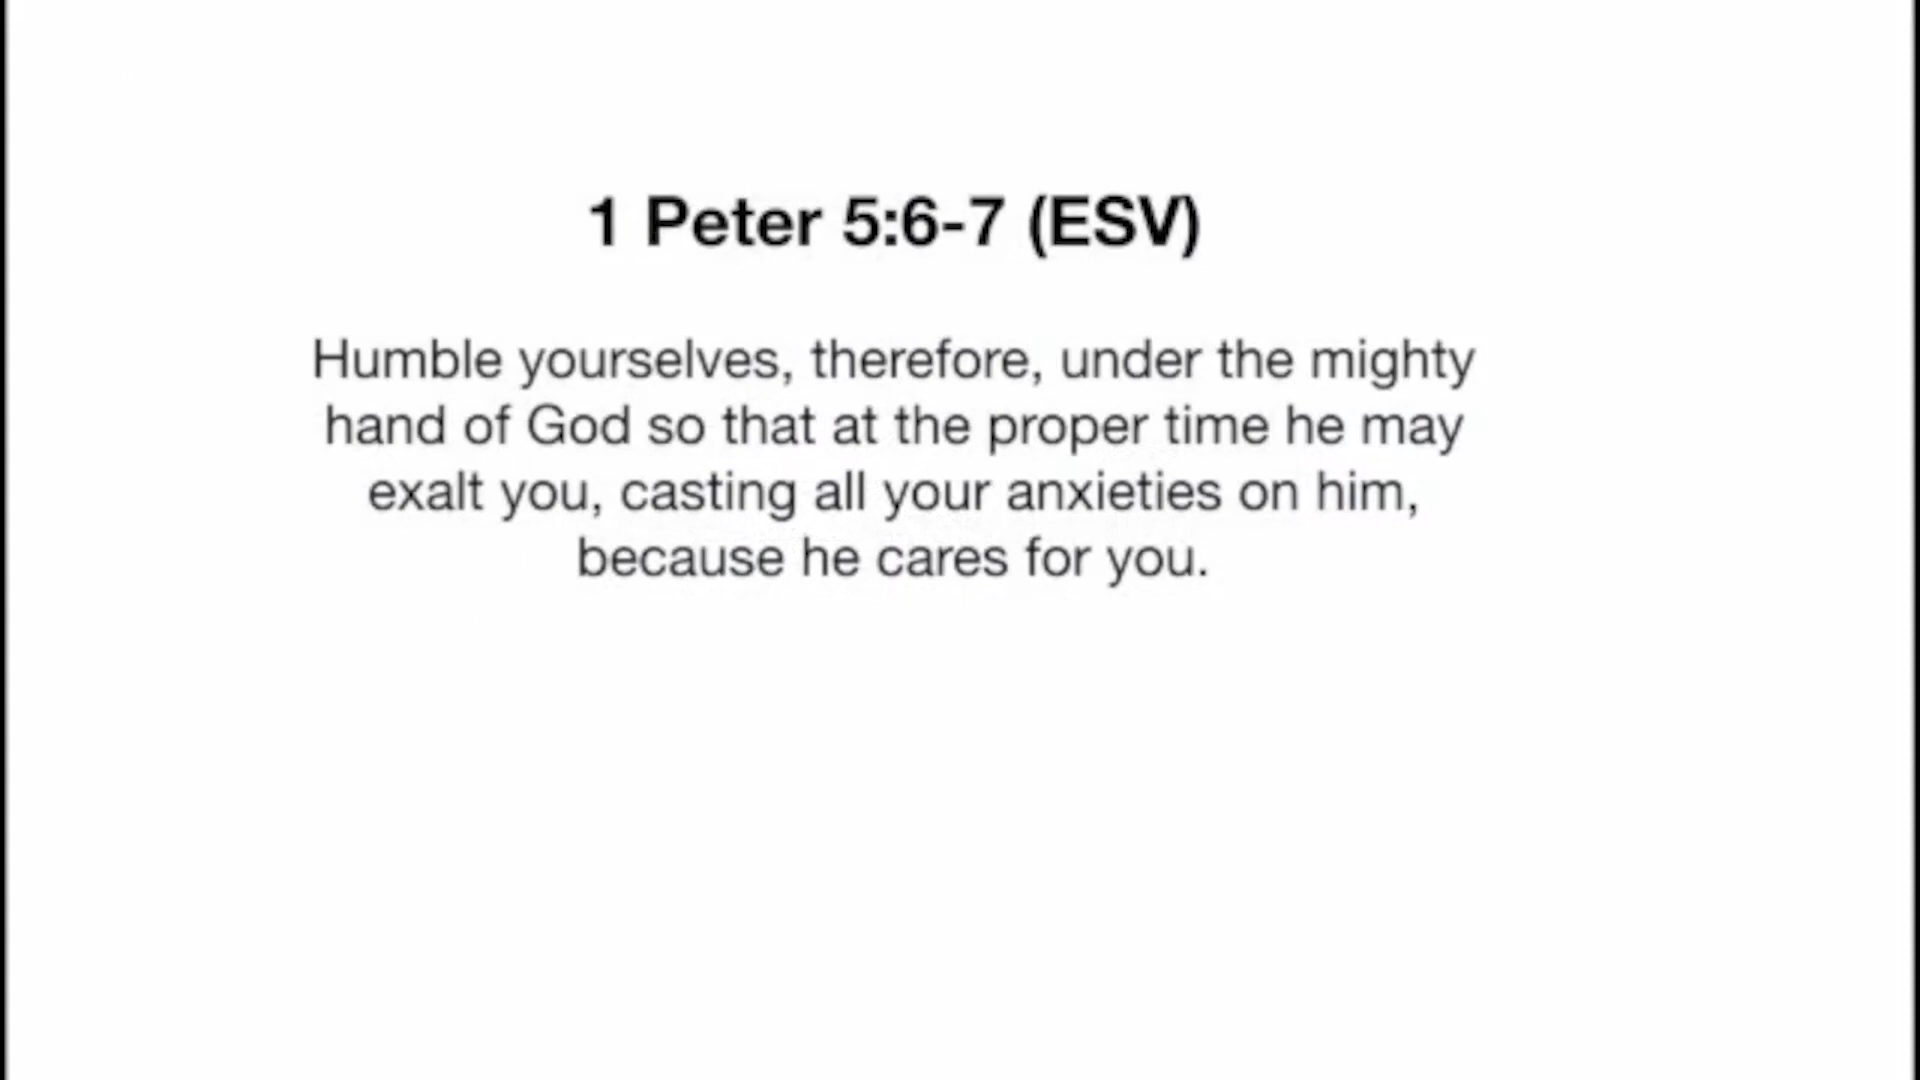 1 Peter 5:6-7 (ESV)
Humble yourselves, therefore, under the mighty
hand of God so that at the proper time he may
exalt you, casting all your anxieties on him,
because he cares for you.